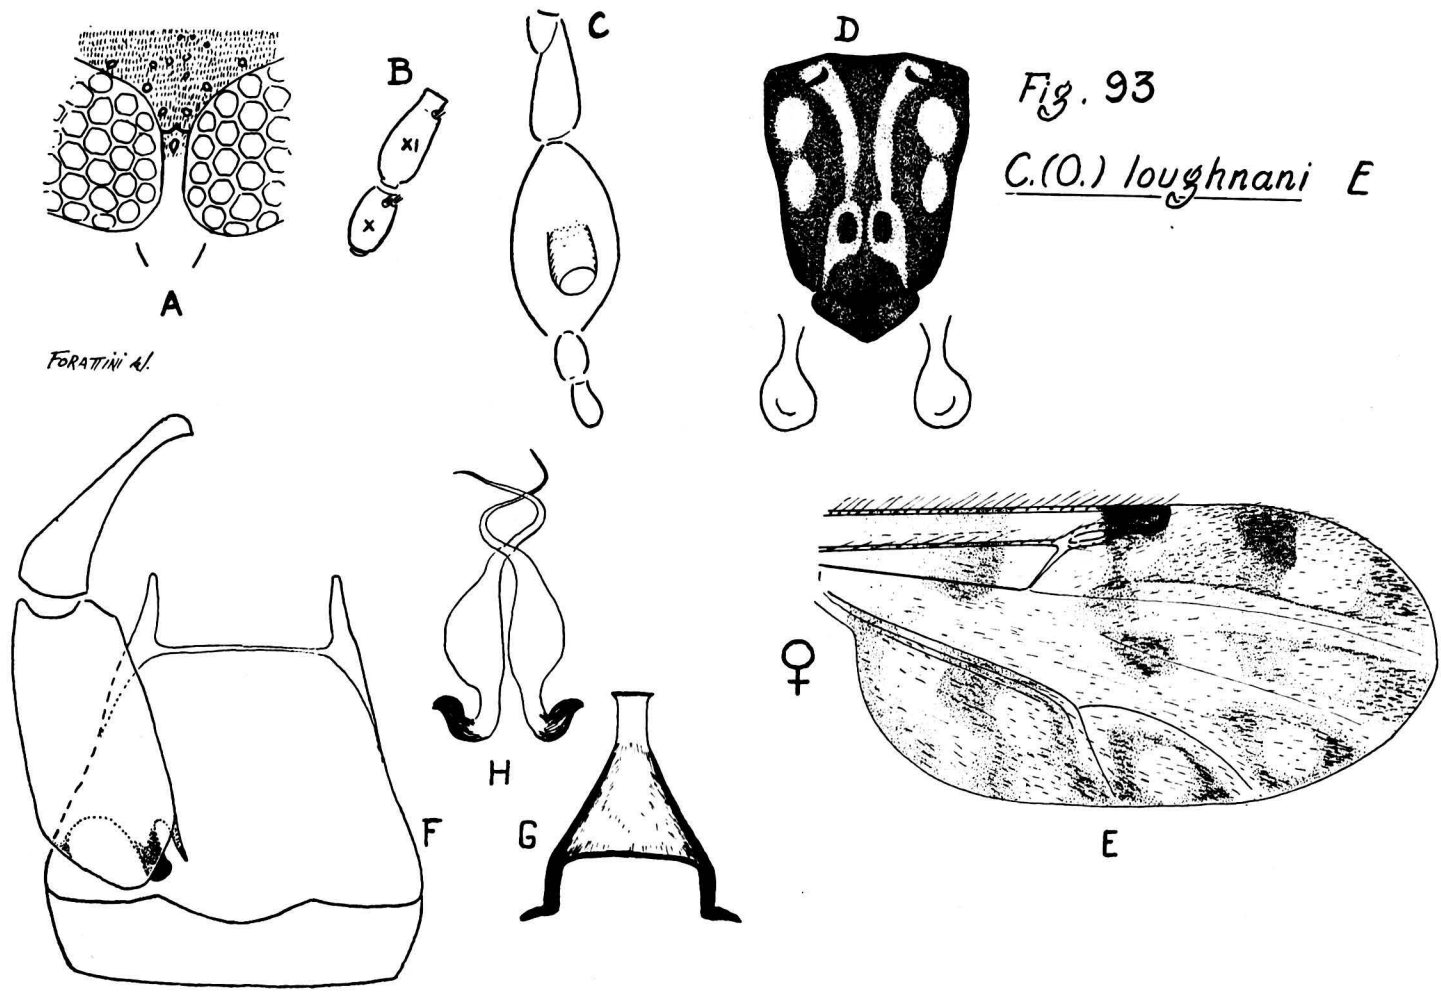 A
B
XI
X
C
D
Fig. 93
C.(O.) loughnani E
FORATTINI del.
F
H
G
♀
E